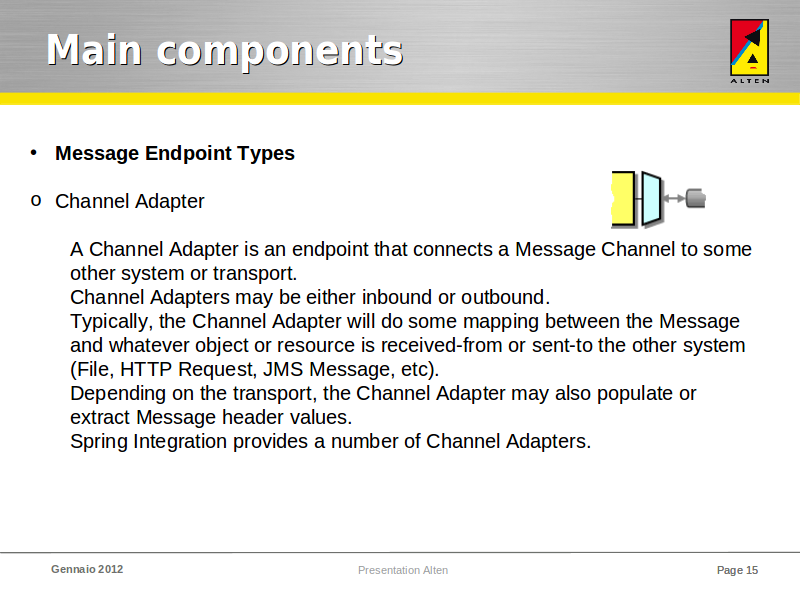 Main components
ALTEN
• Message Endpoint Types
o Channel Adapter
A Channel Adapter is an endpoint that connects a Message Channel to some
other system or transport.
Channel Adapters may be either inbound or outbound.
Typically, the Channel Adapter will do some mapping between the Message
and whatever object or resource is received-from or sent-to the other system
(File, HTTP Request, JMS Message, etc).
Depending on the transport, the Channel Adapter may also populate or
extract Message header values.
Spring Integration provides a number of Channel Adapters.
Gennaio 2012
Presentation Alten
Page 15